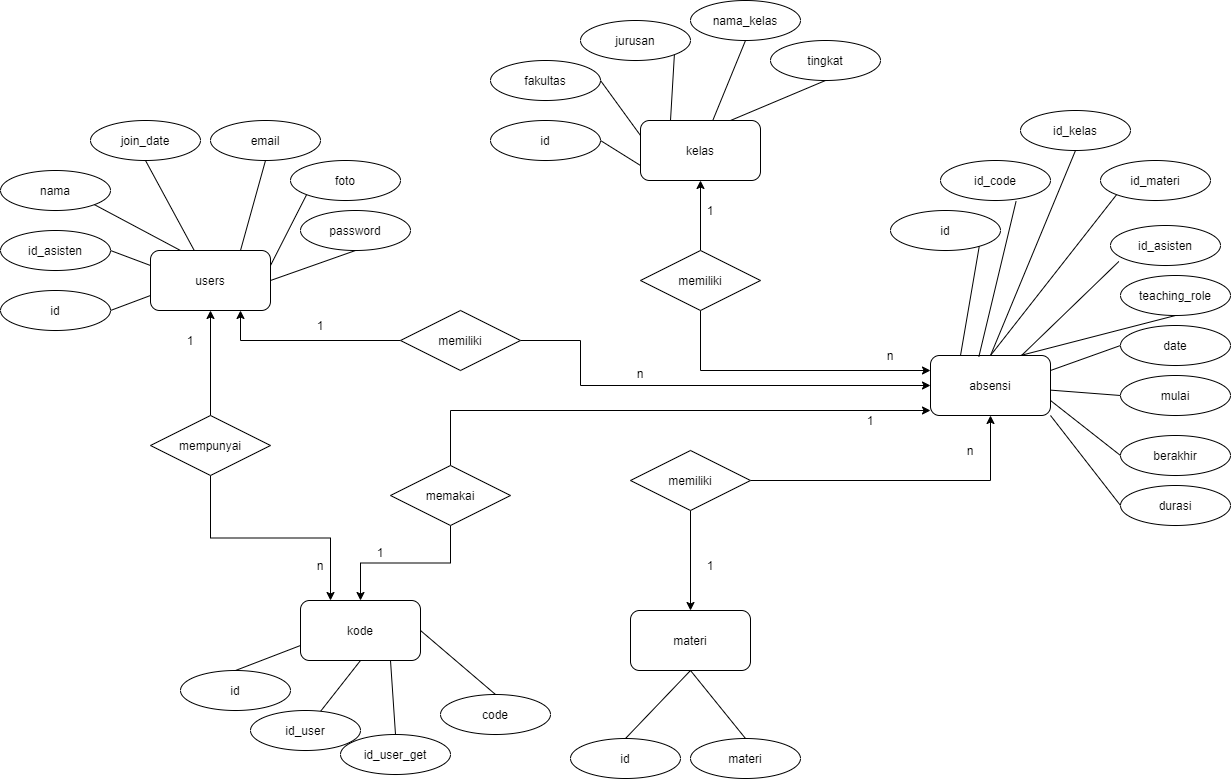 nama_kelas
jurusan
tingkat
fakultas
id
kelas
join_date
email
nama
foto
id_asisten
password
users
id
id_kelas
id_code
id_materi
id
id_asisten
teaching_role
date
absensi
mulai
berakhir
durasi
1
memiliki
n
1
memiliki
n
1
mempunyai
n
1
memakai
1
n
memiliki
1
kode
id
id_user
id_user_get
code
materi
id
materi